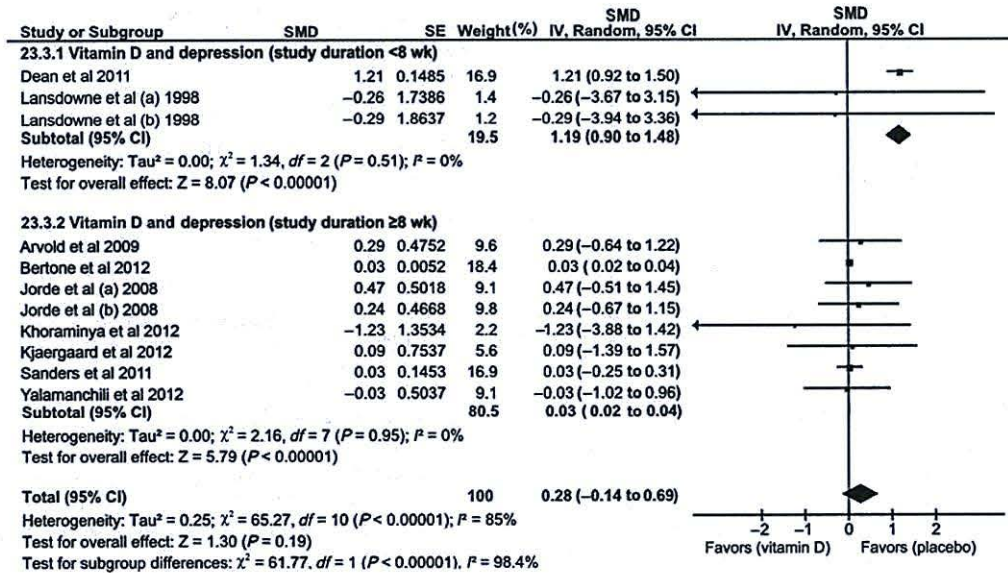 SMD SMD
Study or Subgroup SMD SE Weight(%) IV, Random, 95% CI IV, Random, 95% CI
23.3.1 Vitamin D and depression (study duration <8 wk)
Dean et al 2011 1.21 0.1485 16.9 1.21 (0.92 to 1.50)
Lansdowne et al (a) 1998 −0.26 1.7386 1.4 −0.26 (−3.67 to 3.15)
Lansdowne et al (b) 1998 −0.29 1.8637 1.2 −0.29 (−3.94 to 3.36)
Subtotal (95% CI) 19.5 1.19 (0.90 to 1.48)
Heterogeneity: Tau² = 0.00; χ² = 1.34, df = 2 (P = 0.51); I² = 0%
Test for overall effect: Z = 8.07 (P < 0.00001)
23.3.2 Vitamin D and depression (study duration ≥8 wk)
Arvold et al 2009 0.29 0.4752 9.6 0.29 (−0.64 to 1.22)
Bertone et al 2012 0.03 0.0052 18.4 0.03 ( 0.02 to 0.04)
Jorde et al (a) 2008 0.47 0.5018 9.1 0.47 (−0.51 to 1.45)
Jorde et al (b) 2008 0.24 0.4668 9.8 0.24 (−0.67 to 1.15)
Khoraminya et al 2012 −1.23 1.3534 2.2 −1.23 (−3.88 to 1.42)
Kjaergaard et al 2012 0.09 0.7537 5.6 0.09 (−1.39 to 1.57)
Sanders et al 2011 0.03 0.1453 16.9 0.03 (−0.25 to 0.31)
Yalamanchili et al 2012 −0.03 0.5037 9.1 −0.03 (−1.02 to 0.96)
Subtotal (95% CI) 80.5 0.03 (0.02 to 0.04)
Heterogeneity: Tau² = 0.00; χ² = 2.16, df = 7 (P = 0.95); I² = 0%
Test for overall effect: Z = 5.79 (P < 0.00001)
Total (95% CI) 100 0.28 (−0.14 to 0.69)
Heterogeneity: Tau² = 0.25; χ² = 65.27, df = 10 (P < 0.00001); I² = 85%
Test for overall effect: Z = 1.30 (P = 0.19)
Test for subgroup differences: χ² = 61.77, df = 1 (P < 0.00001), I² = 98.4%
−2 −1 0 1 2
Favors (vitamin D) Favors (placebo)